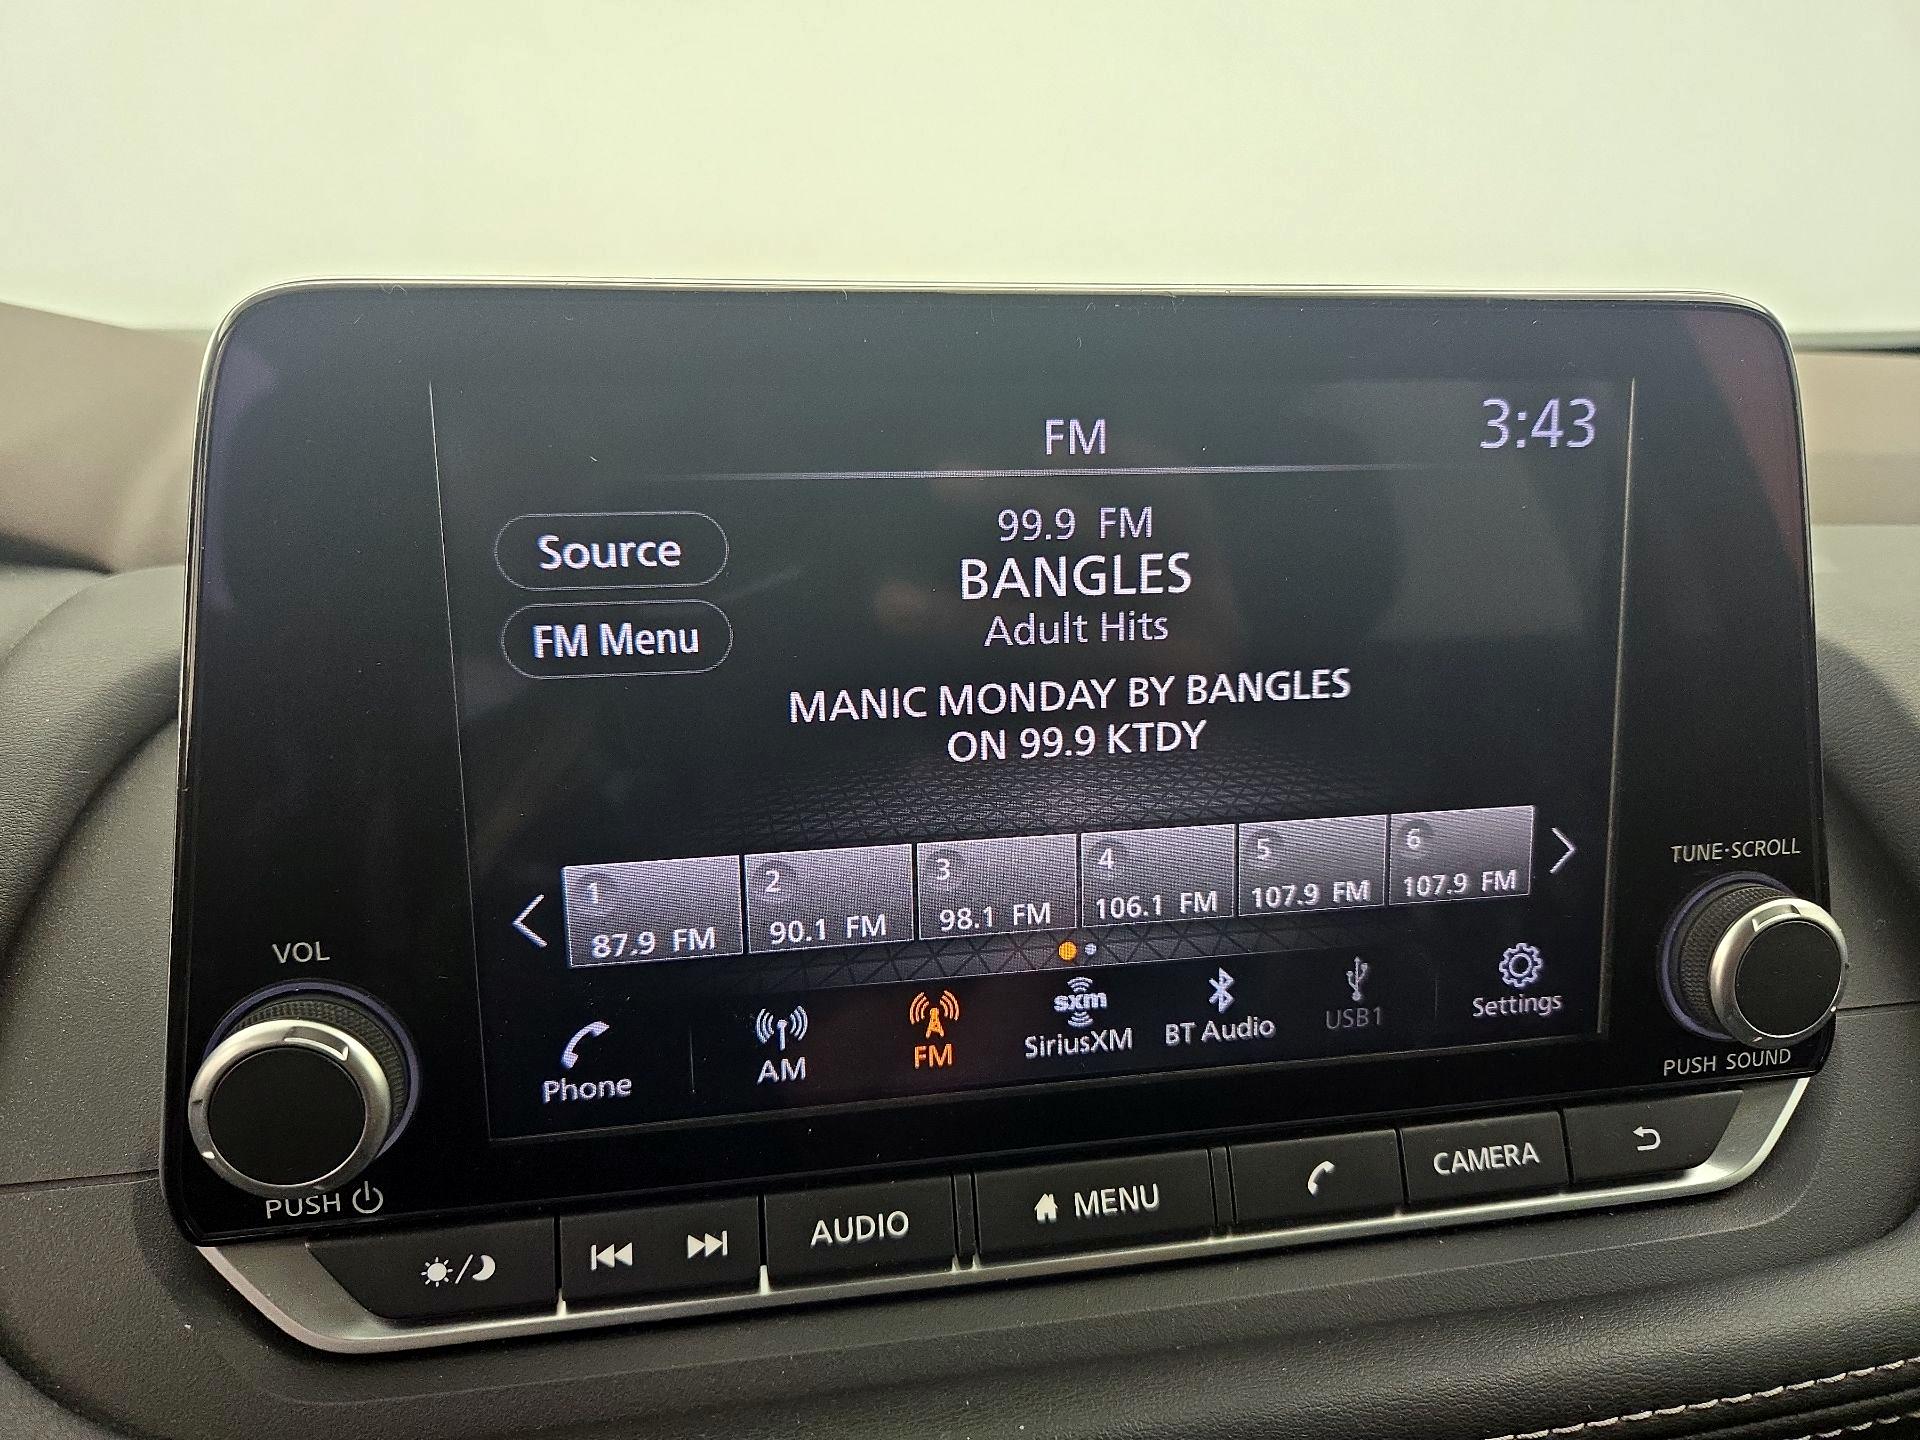 FM
3:43
Source
FM Menu
99.9 FM
BANGLES
Adult Hits
MANIC MONDAY BY BANGLES
ON 99.9 KTDY
1
87.9 FM
2
90.1 FM
3
98.1 FM
4
106.1 FM
5
107.9 FM
6
107.9 FM
Phone
AM
FM
sxm
SiriusXM
BT Audio
USB1
Settings
VOL
PUSH
TUNE·SCROLL
PUSH SOUND
AUDIO
MENU
CAMERA